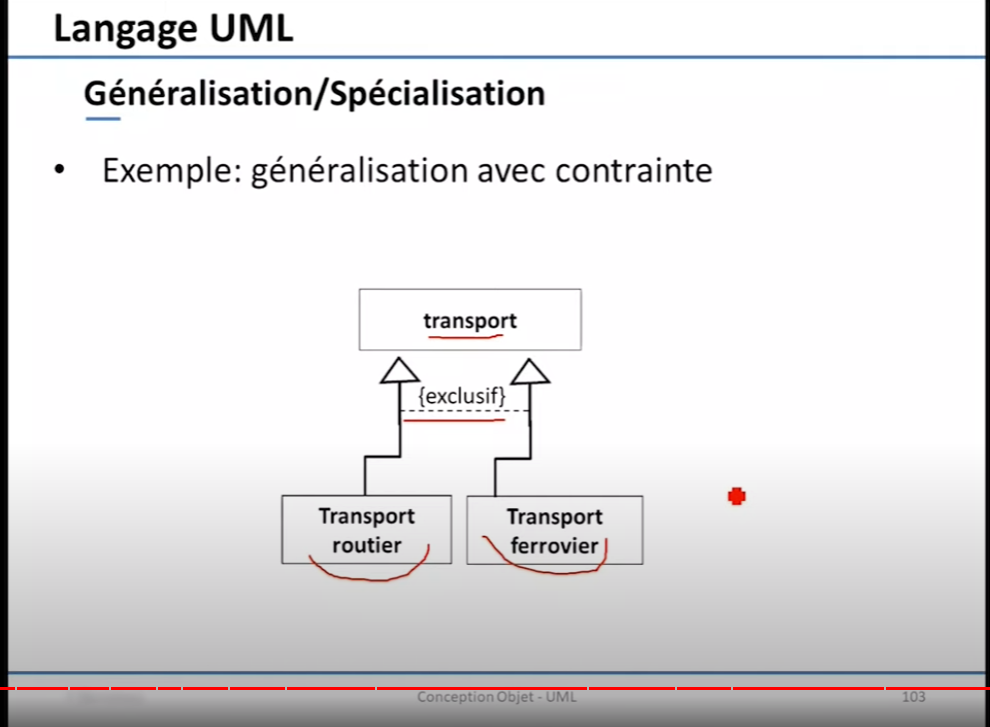 Langage UML
Généralisation/Spécialisation
• Exemple: généralisation avec contrainte
transport
{exclusif}
Transport
routier
Transport
ferrovier
Conception Objet - UML
103